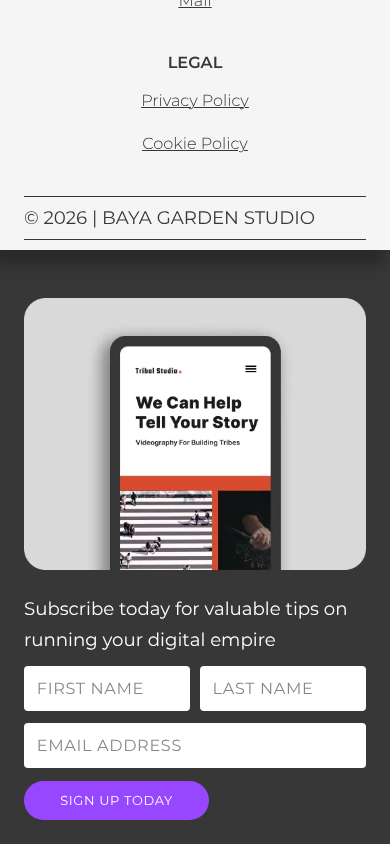 Mail
LEGAL
Privacy Policy
Cookie Policy
© 2026 | BAYA GARDEN STUDIO
Tribel Studio.
We Can Help
Tell Your Story
Videography For Building Tribes
Subscribe today for valuable tips on
running your digital empire
FIRST NAME
LAST NAME
EMAIL ADDRESS
SIGN UP TODAY